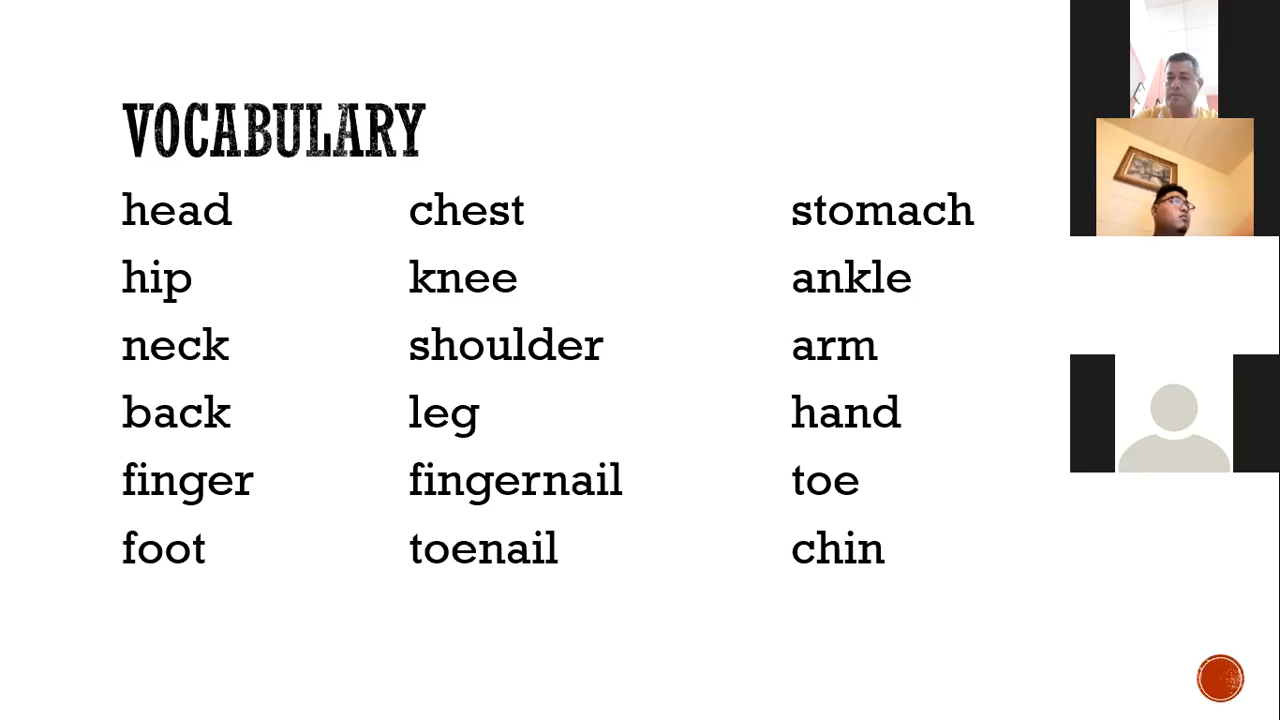 VOCABULARY
head chest stomach
hip knee ankle
neck shoulder arm
back leg hand
finger fingernail toe
foot toenail chin